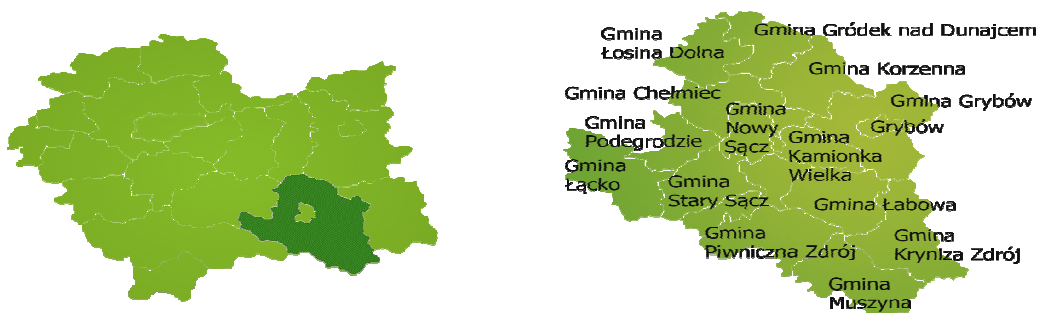 Gmina
Łosina Dolna
Gmina Gródek nad Dunajcem
Gmina Korzenna
Gmina Chełmiec
Gmina Grybów
Gmina
Nowy
Sącz
Grybów
Gmina
Podegrodzie
Gmina
Kamionka
Wielka
Gmina
Łącko
Gmina
Stary Sącz
Gmina Łabowa
Gmina
Piwniczna Zdrój
Gmina
Kryniza Zdrój
Gmina
Muszyna